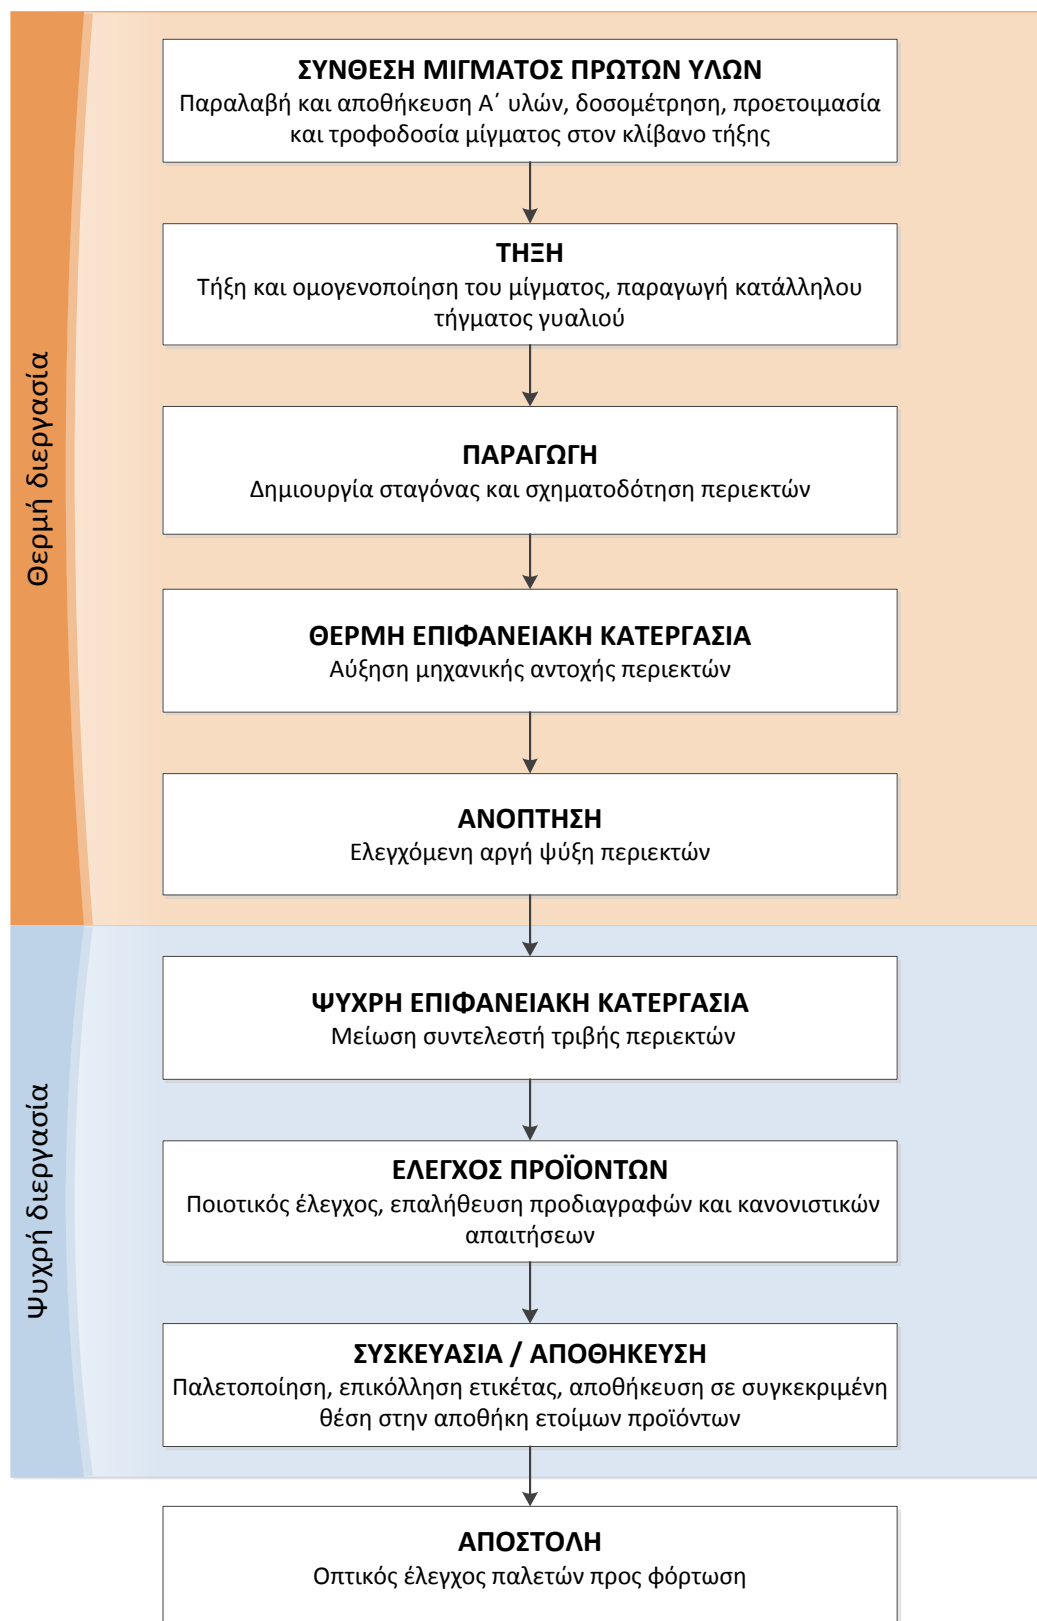 ΣΥΝΘΕΣΗ ΜΙΓΜΑΤΟΣ ΠΡΩΤΩΝ ΥΛΩΝ
Παραλαβή και αποθήκευση Α΄ υλών, δοσομέτρηση, προετοιμασία
και τροφοδοσία μίγματος στον κλίβανο τήξης
ΤΗΞΗ
Τήξη και ομογενοποίηση του μίγματος, παραγωγή κατάλληλου
τήγματος γυαλιού
Θερμή διεργασία
ΠΑΡΑΓΩΓΗ
Δημιουργία σταγόνας και σχηματοδότηση περιεκτών
ΘΕΡΜΗ ΕΠΙΦΑΝΕΙΑΚΗ ΚΑΤΕΡΓΑΣΙΑ
Αύξηση μηχανικής αντοχής περιεκτών
ΑΝΟΠΤΗΣΗ
Ελεγχόμενη αργή ψύξη περιεκτών
ΨΥΧΡΗ ΕΠΙΦΑΝΕΙΑΚΗ ΚΑΤΕΡΓΑΣΙΑ
Μείωση συντελεστή τριβής περιεκτών
Ψυχρή διεργασία
ΕΛΕΓΧΟΣ ΠΡΟΪΟΝΤΩΝ
Ποιοτικός έλεγχος, επαλήθευση προδιαγραφών και κανονιστικών
απαιτήσεων
ΣΥΣΚΕΥΑΣΙΑ / ΑΠΟΘΗΚΕΥΣΗ
Παλετοποίηση, επικόλληση ετικέτας, αποθήκευση σε συγκεκριμένη
θέση στην αποθήκη ετοίμων προϊόντων
ΑΠΟΣΤΟΛΗ
Οπτικός έλεγχος παλετών προς φόρτωση